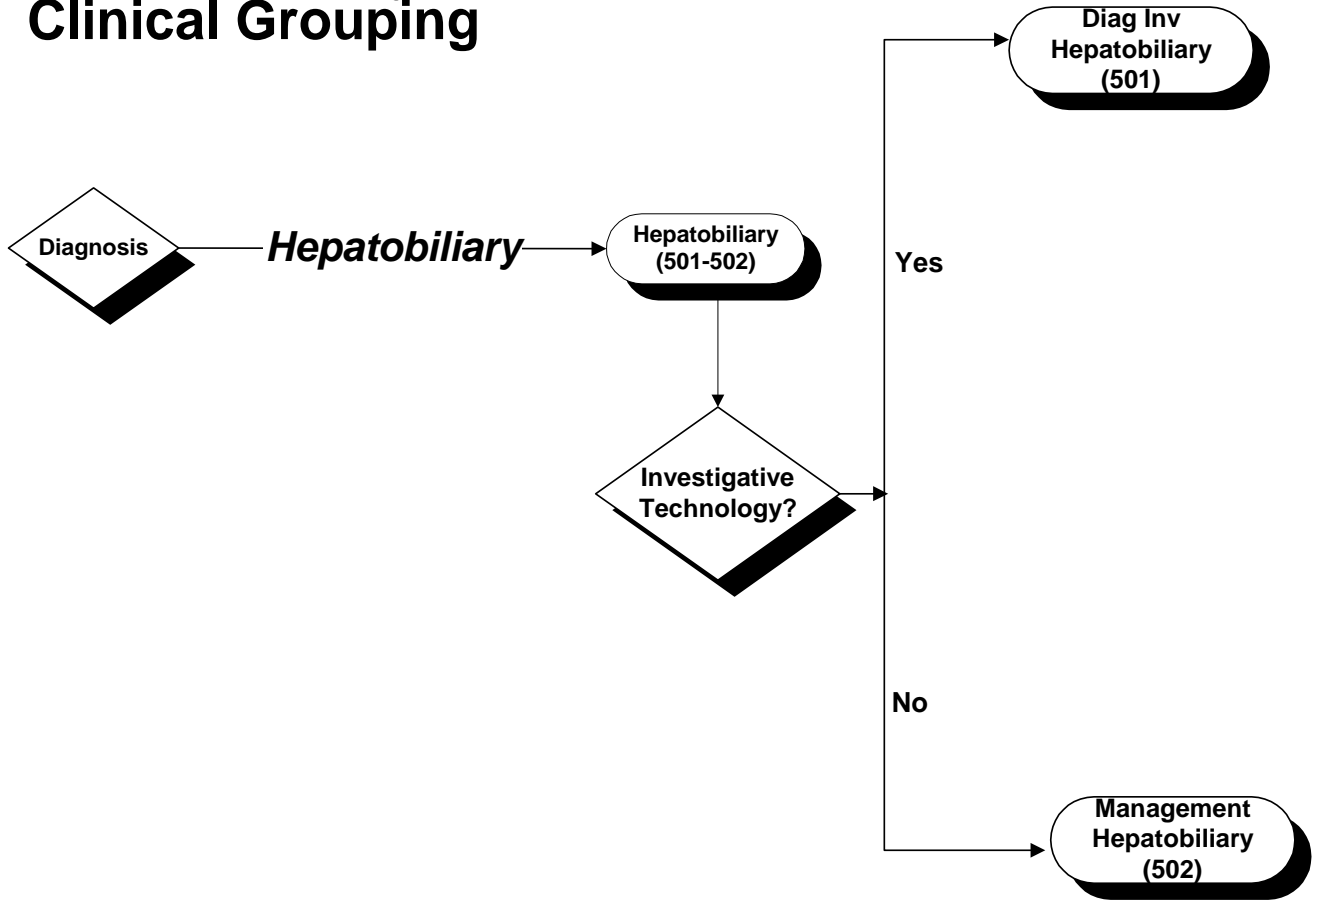 Clinical Grouping
Diag Inv
Hepatobiliary
(501)
Diagnosis
Hepatobiliary
Hepatobiliary
(501-502)
Yes
Investigative
Technology?
No
Management
Hepatobiliary
(502)